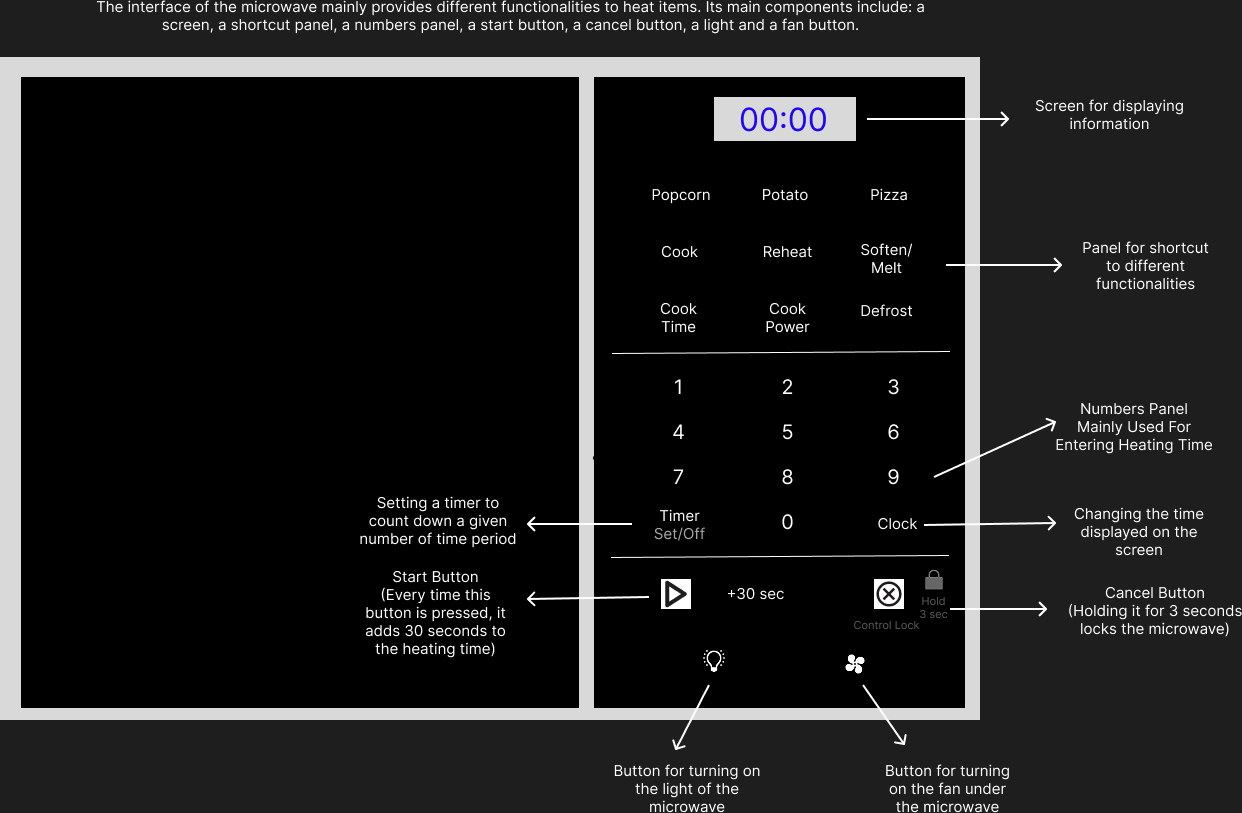 The interface of the microwave mainly provides different functionalities to heat items. Its main components include: a
screen, a shortcut panel, a numbers panel, a start button, a cancel button, a light and a fan button.
00:00
Screen for displaying
information
Popcorn
Potato
Pizza
Cook
Reheat
Soften/
Melt
Panel for shortcut
to different
functionalities
Cook
Time
Cook
Power
Defrost
1
2
3
4
5
6
7
8
9
Numbers Panel
Mainly Used For
Entering Heating Time
Setting a timer to
count down a given
number of time period
Timer
Set/Off
0
Clock
Changing the time
displayed on the
screen
Start Button
(Every time this
button is pressed, it
adds 30 seconds to
the heating time)
+30 sec
Hold
3 sec
Control Lock
Cancel Button
(Holding it for 3 seconds
locks the microwave)
Button for turning on
the light of the
microwave
Button for turning
on the fan under
the microwave